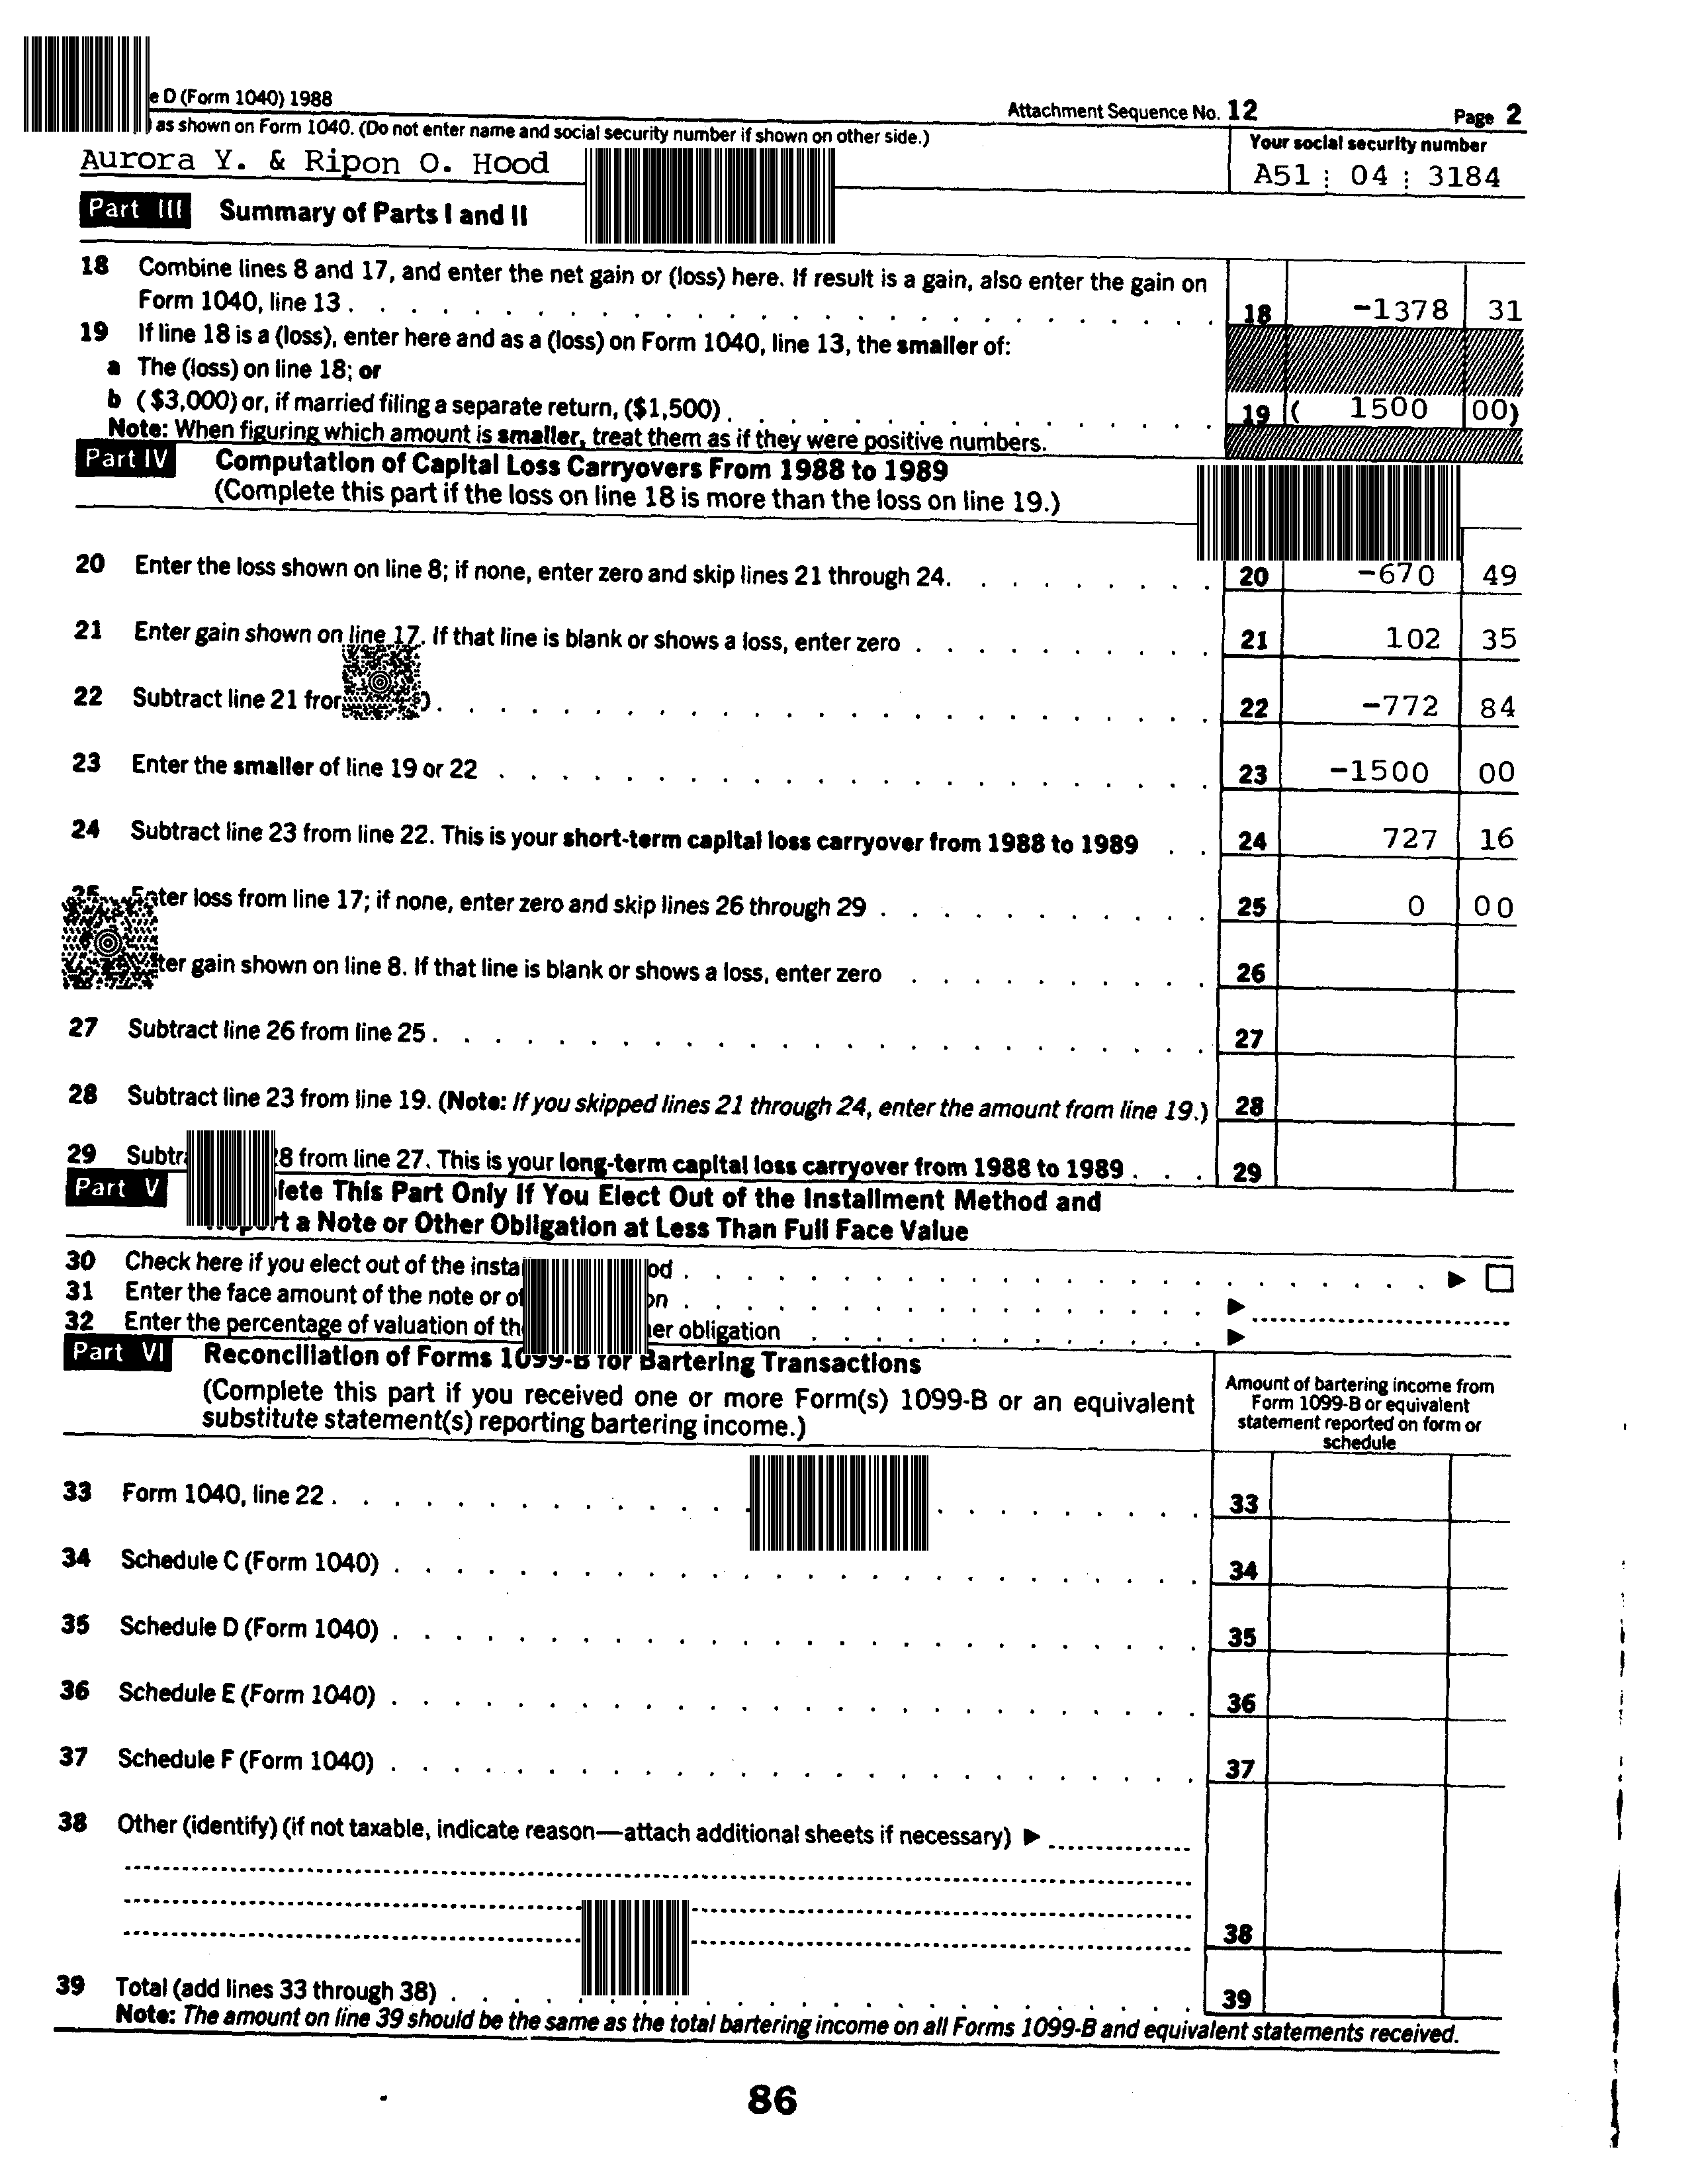 e D (Form 1040) 1988
Attachment Sequence No. 12
Page 2
as shown on Form 1040. (Do not enter name and social security number if shown on other side.)
Your social security number
Aurora Y. & Ripon O. Hood
A51 04 3184
Part III Summary of Parts I and II
18 Combine lines 8 and 17, and enter the net gain or (loss) here. If result is a gain, also enter the gain on
Form 1040, line 13 . . . . . . . . . . . . . . . . . . . . . . . . . . . . 18 -1378 31
19 If line 18 is a (loss), enter here and as a (loss) on Form 1040, line 13, the smaller of:
a The (loss) on line 18; or
b ($3,000) or, if married filing a separate return, ($1,500) . . . . . . . . . . . . . . . . 19 ( 1500 00)
Note: When figuring which amount is smaller, treat them as if they were positive numbers.
Part IV Computation of Capital Loss Carryovers From 1988 to 1989
(Complete this part if the loss on line 18 is more than the loss on line 19.)
20 Enter the loss shown on line 8; if none, enter zero and skip lines 21 through 24. . . . . . . . . 20 -670 49
21 Enter gain shown on line 17. If that line is blank or shows a loss, enter zero . . . . . . . . . . 21 102 35
22 Subtract line 21 . . . . . . . . . . . . . . . . . . . . . . . . . 22 -772 84
23 Enter the smaller of line 19 or 22 . . . . . . . . . . . . . . . . . . . . . . . 23 -1500 00
24 Subtract line 23 from line 22. This is your short-term capital loss carryover from 1988 to 1989 . . 24 727 16
Enter loss from line 17; if none, enter zero and skip lines 26 through 29 . . . . . . . . . . . 25 0 00
ter gain shown on line 8. If that line is blank or shows a loss, enter zero . . . . . . . . . . 26
27 Subtract line 26 from line 25 . . . . . . . . . . . . . . . . . . . . . . . . . 27
28 Subtract line 23 from line 19. (Note: If you skipped lines 21 through 24, enter the amount from line 19.) 28
29 8 from line 27. This is your long-term capital loss carryover from 1988 to 1989 . . . 29
Part V lete This Part Only If You Elect Out of the Installment Method and
a Note or Other Obligation at Less Than Full Face Value
30 Check here if you elect out of the od . . . . . . . . . . . . . . . . . . . . . . . .
31 Enter the face amount of the note or on . . . . . . . . . . . . . . . . .
32 Enter the percentage of valuation of er obligation . . . . . . . . . . . . .
Part VI Reconciliation of Forms 1099-B for Bartering Transactions
(Complete this part if you received one or more Form(s) 1099-B or an equivalent
substitute statement(s) reporting bartering income.)
Amount of bartering income from
Form 1099-B or equivalent
statement reported on form or
schedule
33 Form 1040, line 22 . . . . . . . . . . . . . . . . . . . . . . . 33
34 Schedule C (Form 1040) . . . . . . . . . . . . . . . . . . . . . . . . . . 34
35 Schedule D (Form 1040) . . . . . . . . . . . . . . . . . . . . . . . . . . 35
36 Schedule E (Form 1040) . . . . . . . . . . . . . . . . . . . . . . . . . . 36
37 Schedule F (Form 1040) . . . . . . . . . . . . . . . . . . . . . . . . . . 37
38 Other (identify) (if not taxable, indicate reason—attach additional sheets if necessary) ▶
38
39 Total (add lines 33 through 38) . . . . . . . . . . . . . . . . . . . . . . . . 39
Note: The amount on line 39 should be the same as the total bartering income on all Forms 1099-B and equivalent statements received.
86